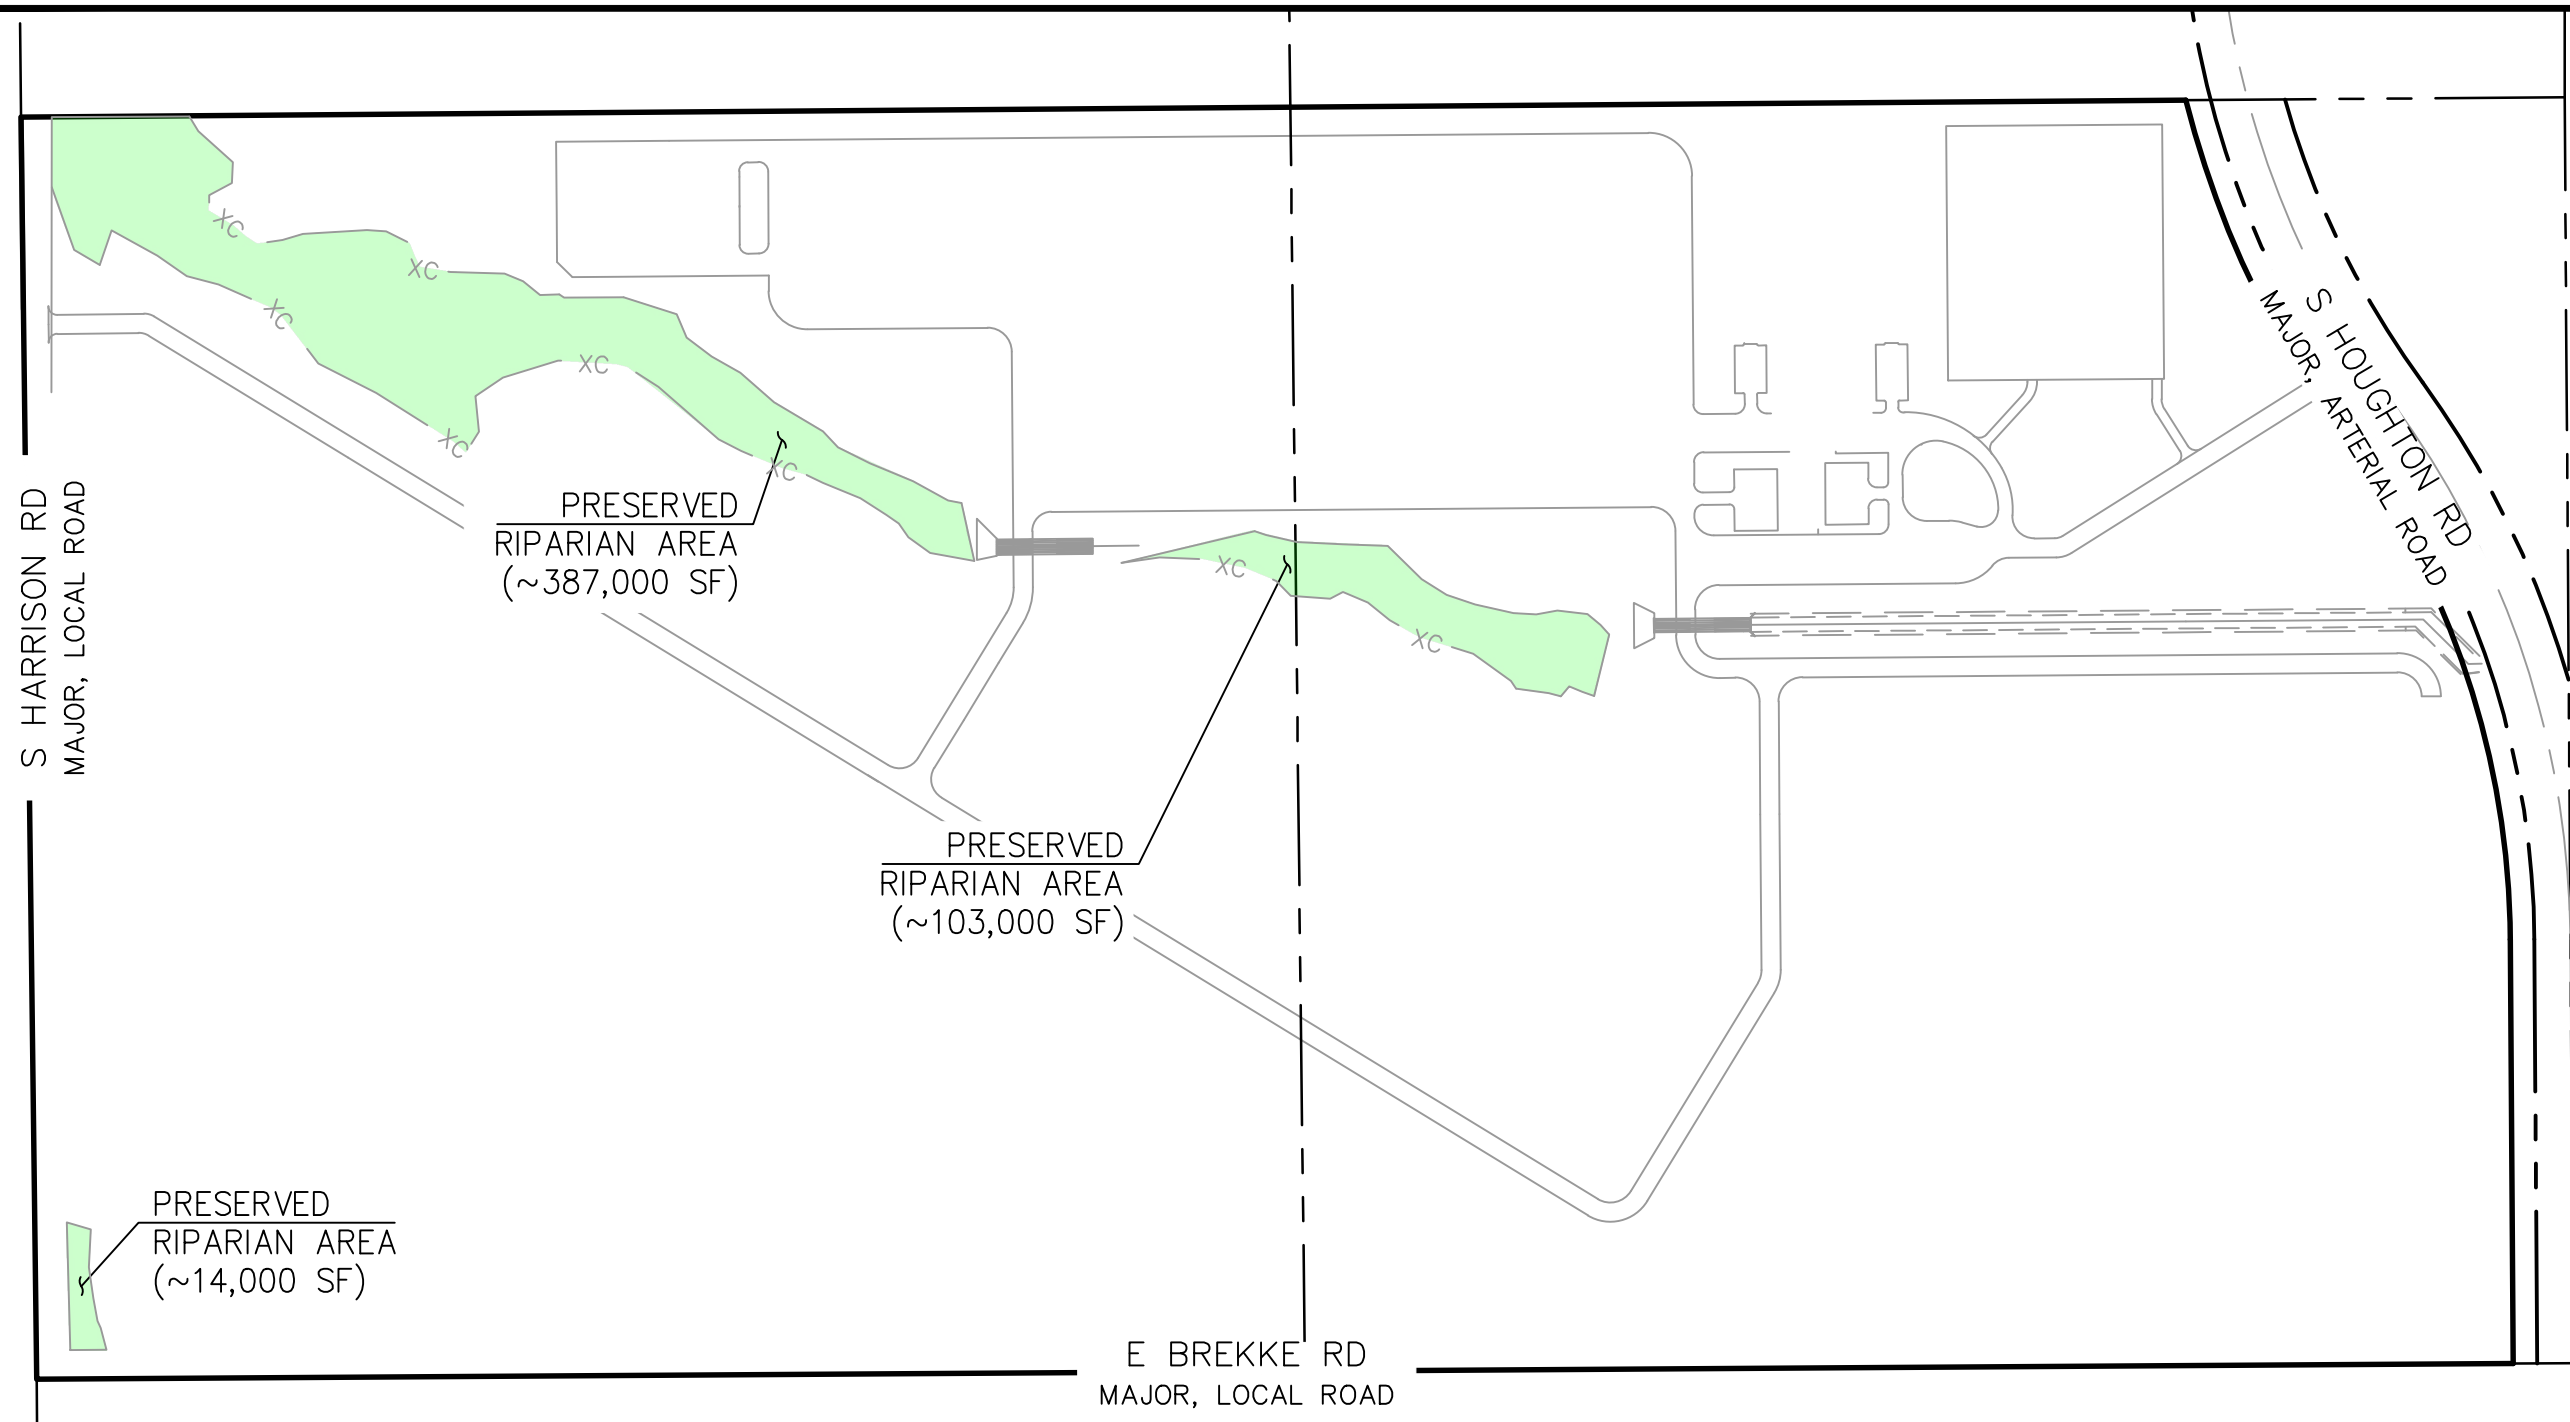 XC
XC
XC
XC
XC
XC
PRESERVED
RIPARIAN AREA
(~387,000 SF)
S HARRISON RD
MAJOR, LOCAL ROAD
S HOUGHTON RD
MAJOR, ARTERIAL ROAD
XC
XC
PRESERVED
RIPARIAN AREA
(~103,000 SF)
PRESERVED
RIPARIAN AREA
(~14,000 SF)
E BREKKE RD
MAJOR, LOCAL ROAD